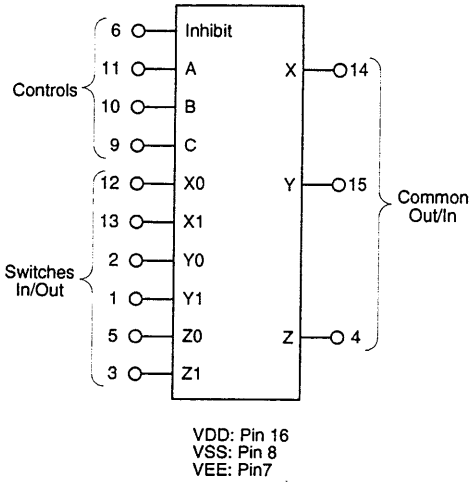 6 Inhibit
11 A X 14
Controls
10 B
9 C
12 X0 Y 15
Common
Out/In
13 X1
2 Y0
Switches
In/Out
1 Y1
5 Z0 Z 4
3 Z1
VDD: Pin 16
VSS: Pin 8
VEE: Pin7